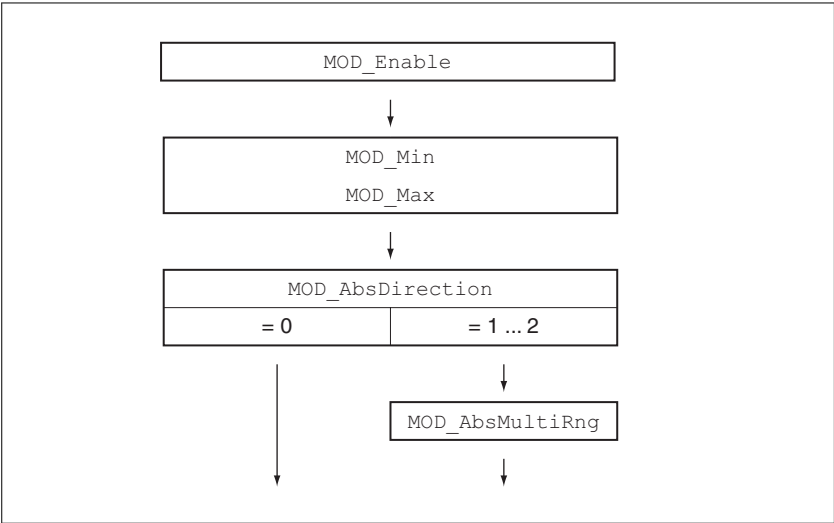 MOD_Enable
MOD_Min
MOD_Max
MOD_AbsDirection
= 0
= 1 ... 2
MOD_AbsMultiRng